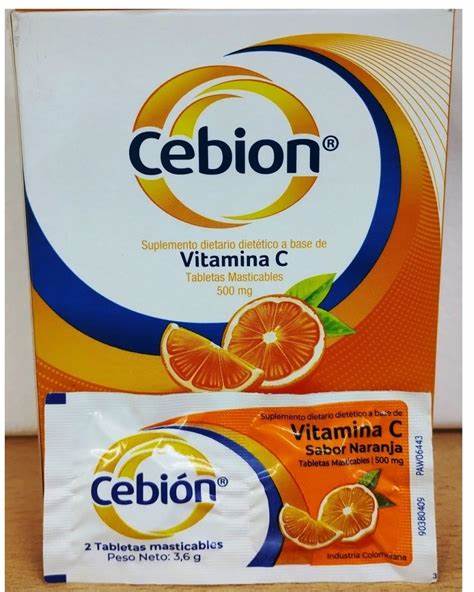 Cebion®
Suplemento dietario dietético a base de
Vitamina C
Tabletas Masticables
500 mg
Suplemento dietario dietético a base de
Vitamina C
Sabor Naranja
Tabletas Masticables | 500 mg
Cebión®
2 Tabletas masticables
Peso Neto: 3,6 g
Industria Colombiana
90380409 PAW06443
3